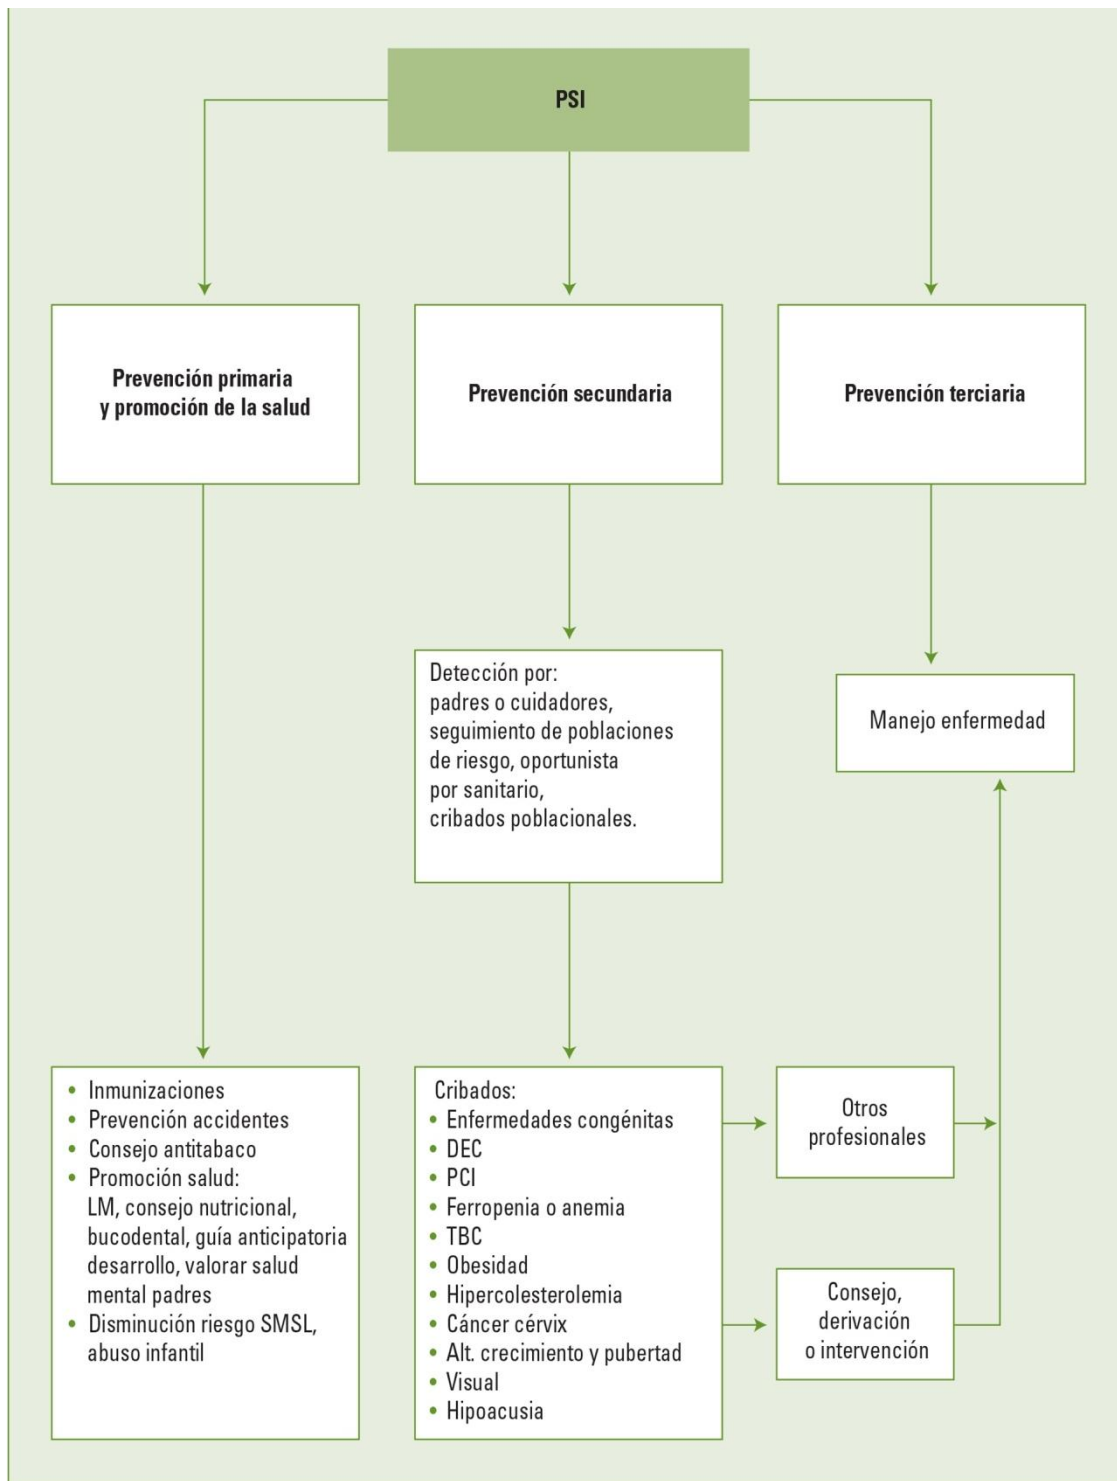 PSI
Prevención primaria
y promoción de la salud
Prevención secundaria
Prevención terciaria
Detección por:
padres o cuidadores,
seguimiento de poblaciones
de riesgo, oportunista
por sanitario,
cribados poblacionales.
Manejo enfermedad
• Inmunizaciones
• Prevención accidentes
• Consejo antitabaco
• Promoción salud:
LM, consejo nutricional,
bucodental, guía anticipatoria
desarrollo, valorar salud
mental padres
• Disminución riesgo SMSL,
abuso infantil
Cribados:
• Enfermedades congénitas
• DEC
• PCI
• Ferropenia o anemia
• TBC
• Obesidad
• Hipercolesterolemia
• Cáncer cérvix
• Alt. crecimiento y pubertad
• Visual
• Hipoacusia
Otros
profesionales
Consejo,
derivación
o intervención